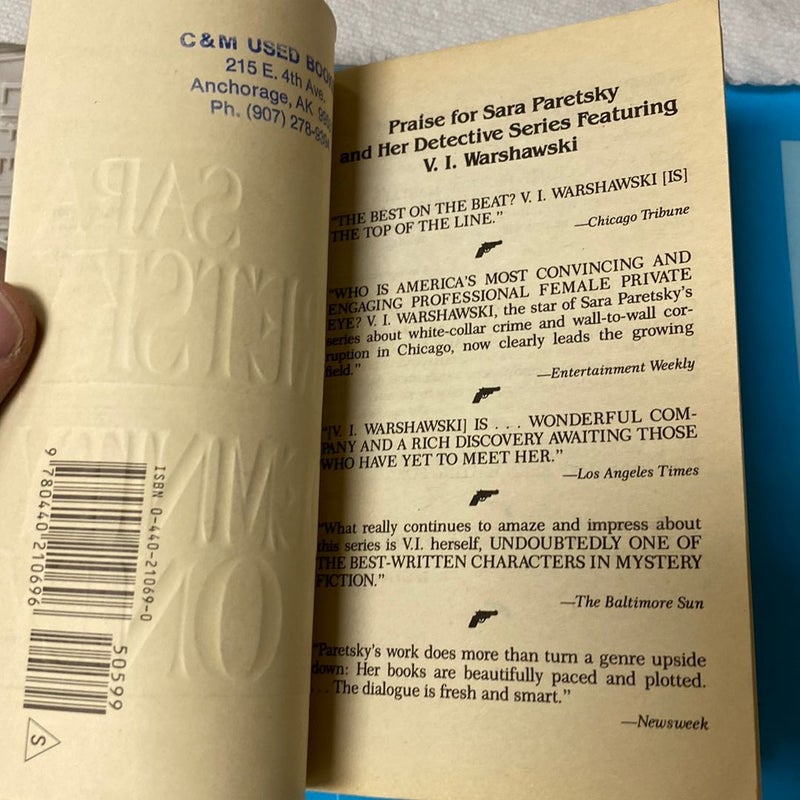 C&M USED BOOK
215 E. 4th Ave.
Anchorage, AK
Ph. (907) 278-
SARA
ISBN 0-440-21069-0
9 780440 210696
50599
S
Praise for Sara Paretsky
and Her Detective Series Featuring
V. I. Warshawski
"THE BEST ON THE BEAT? V. I. WARSHAWSKI [IS]
THE TOP OF THE LINE."
—Chicago Tribune
"WHO IS AMERICA'S MOST CONVINCING AND
ENGAGING PROFESSIONAL FEMALE PRIVATE
EYE? V. I. WARSHAWSKI, the star of Sara Paretsky's
series about white-collar crime and wall-to-wall cor-
ruption in Chicago, now clearly leads the growing
field."
—Entertainment Weekly
"[V. I. WARSHAWSKI] IS . . . WONDERFUL COM-
PANY AND A RICH DISCOVERY AWAITING THOSE
WHO HAVE YET TO MEET HER."
—Los Angeles Times
"What really continues to amaze and impress about
this series is V.I. herself, UNDOUBTEDLY ONE OF
THE BEST-WRITTEN CHARACTERS IN MYSTERY
FICTION."
—The Baltimore Sun
"Paretsky's work does more than turn a genre upside
down: Her books are beautifully paced and plotted.
. . . The dialogue is fresh and smart."
—Newsweek